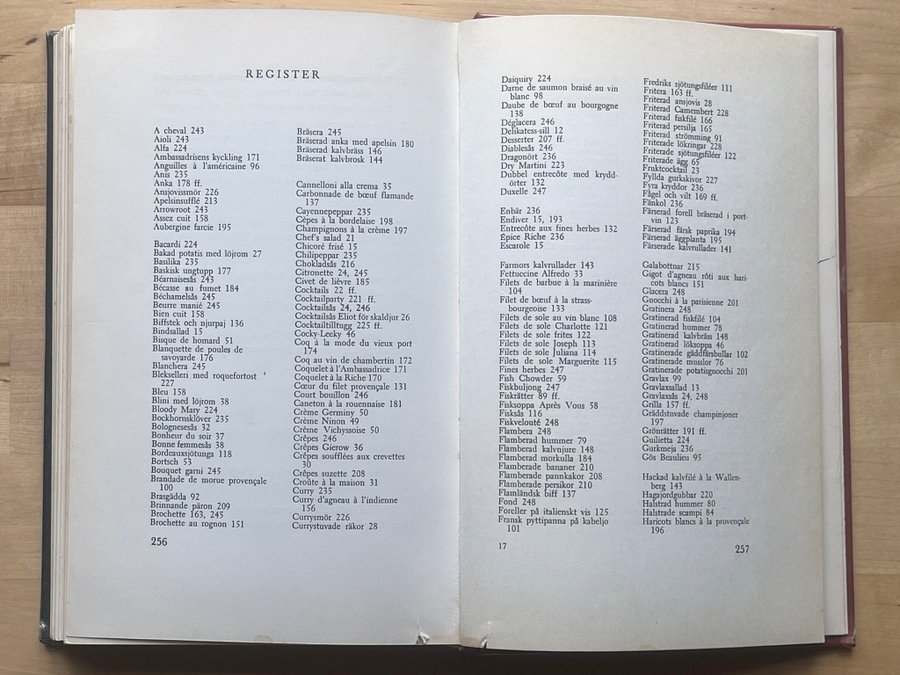 REGISTER
A cheval 243
Aioli 243
Alfa 224
Ambassadrisens kyckling 171
Anguilles à l'américaine 96
Anis 235
Anka 178 ff.
Ansjovissmör 226
Apelsinsufflé 213
Arrowroot 243
Assez cuit 158
Aubergine farcie 195
Bacardi 224
Bakad potatis med löjrom 27
Basilika 235
Baskisk ungtupp 177
Béarnaisesås 243
Bécasse au fumet 184
Béchamelsås 245
Beurre manié 245
Bien cuit 158
Biffstek och njurpaj 136
Bindsallad 15
Bisque de homard 51
Blanquette de poules de
savoyarde 176
Blanchera 245
Blekselleri med roquefortost
227
Bleu 158
Blini med löjrom 38
Bloody Mary 224
Bockhornsklöver 235
Bolognesesås 32
Bonheur du soir 37
Bonne femmesås 38
Bordeauxsjötunga 118
Bortsch 53
Bouquet garni 245
Brandade de morue provençale
100
Brasgädda 92
Brinnande päron 209
Brochette 163, 245
Brochette au rognon 151
Bräsera 245
Bräserad anka med apelsin 180
Bräserad kalvbräss 146
Bräserat kalvbrosk 144
Cannelloni alla crema 35
Carbonnade de bœuf flamande
137
Cayennepeppar 235
Cèpes à la bordelaise 198
Champignons à la crème 197
Chef's salad 21
Chicoré frisé 15
Chilipeppar 235
Chokladsås 216
Citronette 24, 245
Civet de lièvre 185
Cocktails 22 ff.
Cocktailparty 221 ff.
Cocktailsås 24, 246
Cocktailsås Eliot för skaldjur 26
Cocktailtilltugg 225 ff.
Cocky-Leeky 46
Coq à la mode du vieux port
174
Coq au vin de chambertin 172
Coquelet à l'Ambassadrice 171
Coquelet à la Riche 170
Cœur du filet provençale 131
Court bouillon 246
Caneton à la rouennaise 181
Crème Germiny 50
Crème Ninon 49
Crème Vichyssoise 50
Crêpes 246
Crêpes Gierow 36
Crêpes soufflées aux crevettes
30
Crêpes suzette 208
Croûte à la maison 31
Curry 235
Curry d'agneau à l'indienne
156
Currysmör 226
Currystuvade räkor 28
256
Daiquiry 224
Darne de saumon braisé au vin
blanc 98
Daube de bœuf au bourgogne
138
Déglacera 246
Delikatess-sill 12
Desserter 207 ff.
Diablesås 246
Dragonört 236
Dry Martini 223
Dubbel entrecôte med krydd-
örter 132
Duxelle 247
Enbär 236
Endiver 15, 193
Entrecôte aux fines herbes 132
Epice Riche 236
Escarole 15
Farmors kalvrullader 143
Fettuccine Alfredo 33
Filets de barbue à la marinière
104
Filet de bœuf à la strass-
bourgeoise 133
Filets de sole au vin blanc 108
Filets de sole Charlotte 121
Filets de sole frites 122
Filets de sole Joseph 113
Filets de sole Juliana 114
Filets de sole Marguerite 115
Fines herbes 247
Fish Chowder 59
Fiskbuljong 247
Fiskrätter 89 ff.
Fisksoppa Après Vous 58
Fisksås 116
Fiskvelouté 248
Flambera 248
Flamberad hummer 79
Flamberad kalvnjure 148
Flamberad morkulla 184
Flamberade bananer 210
Flamberade pannkakor 208
Flamberade persikor 210
Flamländsk biff 137
Fond 248
Foreller på italienskt vis 125
Fransk pyttipanna på kabeljo
101
Fredriks sjötungsfiléer 111
Fritera 163 ff.
Friterad ansjovis 28
Friterad Camembert 228
Friterad fiskfilé 166
Friterad persilja 165
Friterad strömming 91
Friterade lökringar 228
Friterade sjötungsfiléer 122
Friterade ägg 65
Fruktcocktail 23
Fyllda gurkskivor 227
Fyra kryddor 236
Fågel och vilt 169 ff.
Fänkol 236
Färserad forell bräserad i port-
vin 123
Färserad färsk paprika 194
Färserad äggplanta 195
Färserade kalvrullader 141
Galabottnar 215
Gigot d'agneau rôti aux hari-
cots blancs 151
Glacera 248
Gnocchi à la parisienne 201
Gratinera 248
Gratinerad fiskfilé 104
Gratinerad hummer 78
Gratinerad kalvbräss 148
Gratinerad löksoppa 46
Gratinerade gäddfärsbullar 102
Gratinerade musslor 76
Gratinerade potatisgnocchi 201
Gravlax 99
Gravlaxsallad 13
Gravlaxsås 24, 248
Grilla 157 ff.
Gräddstuvade champinjoner
197
Grönrätter 191 ff.
Guilietta 224
Gurkmeja 236
Gös Beaulieu 95
Hackad kalvfilé à la Wallen-
berg 143
Hagajordgubbar 220
Halstrad hummer 80
Halstrade scampi 84
Haricots blancs à la provençale
196
17
257